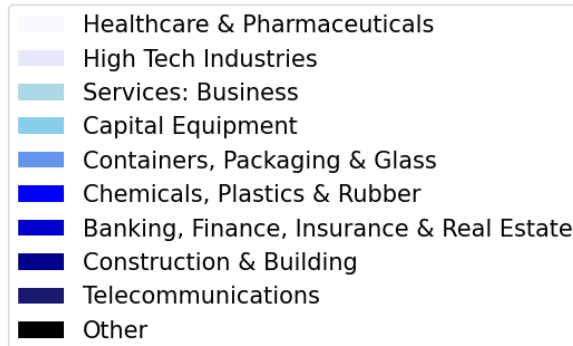 Healthcare & Pharmaceuticals
High Tech Industries
Services: Business
Capital Equipment
Containers, Packaging & Glass
Chemicals, Plastics & Rubber
Banking, Finance, Insurance & Real Estate
Construction & Building
Telecommunications
Other